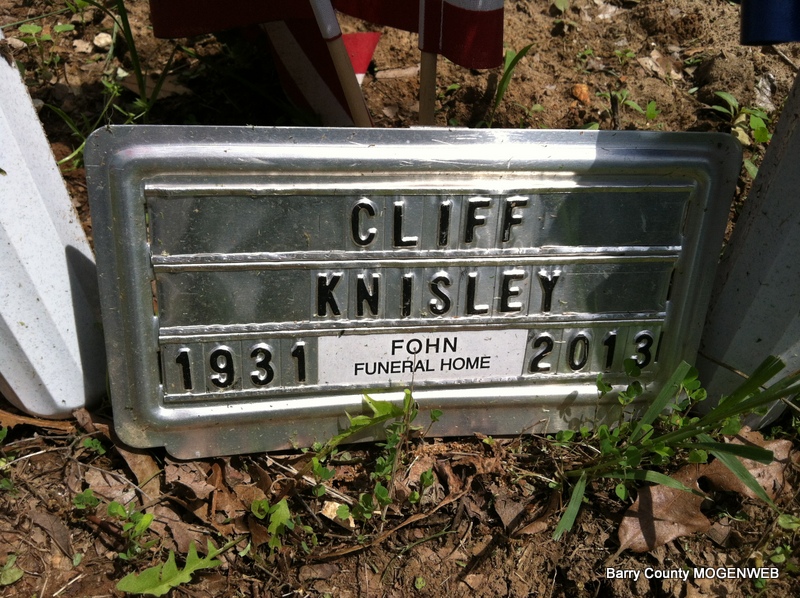 CLIFF
KNISLEY
1931 FOHN 2013
FUNERAL HOME
Barry County MOGENWEB